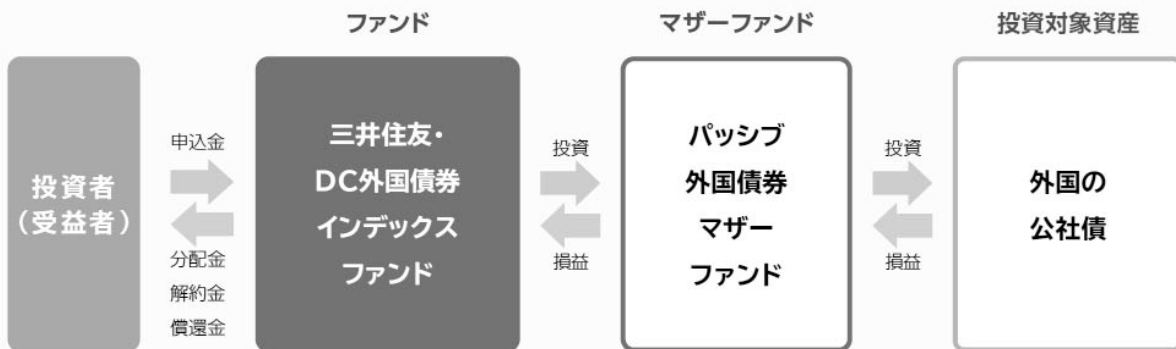 ファンド
マザーファンド
投資対象資産
投資者
（受益者）
申込金
分配金
解約金
償還金
三井住友・
DC外国債券
インデックス
ファンド
投資
損益
パッシブ
外国債券
マザー
ファンド
投資
損益
外国の
公社債